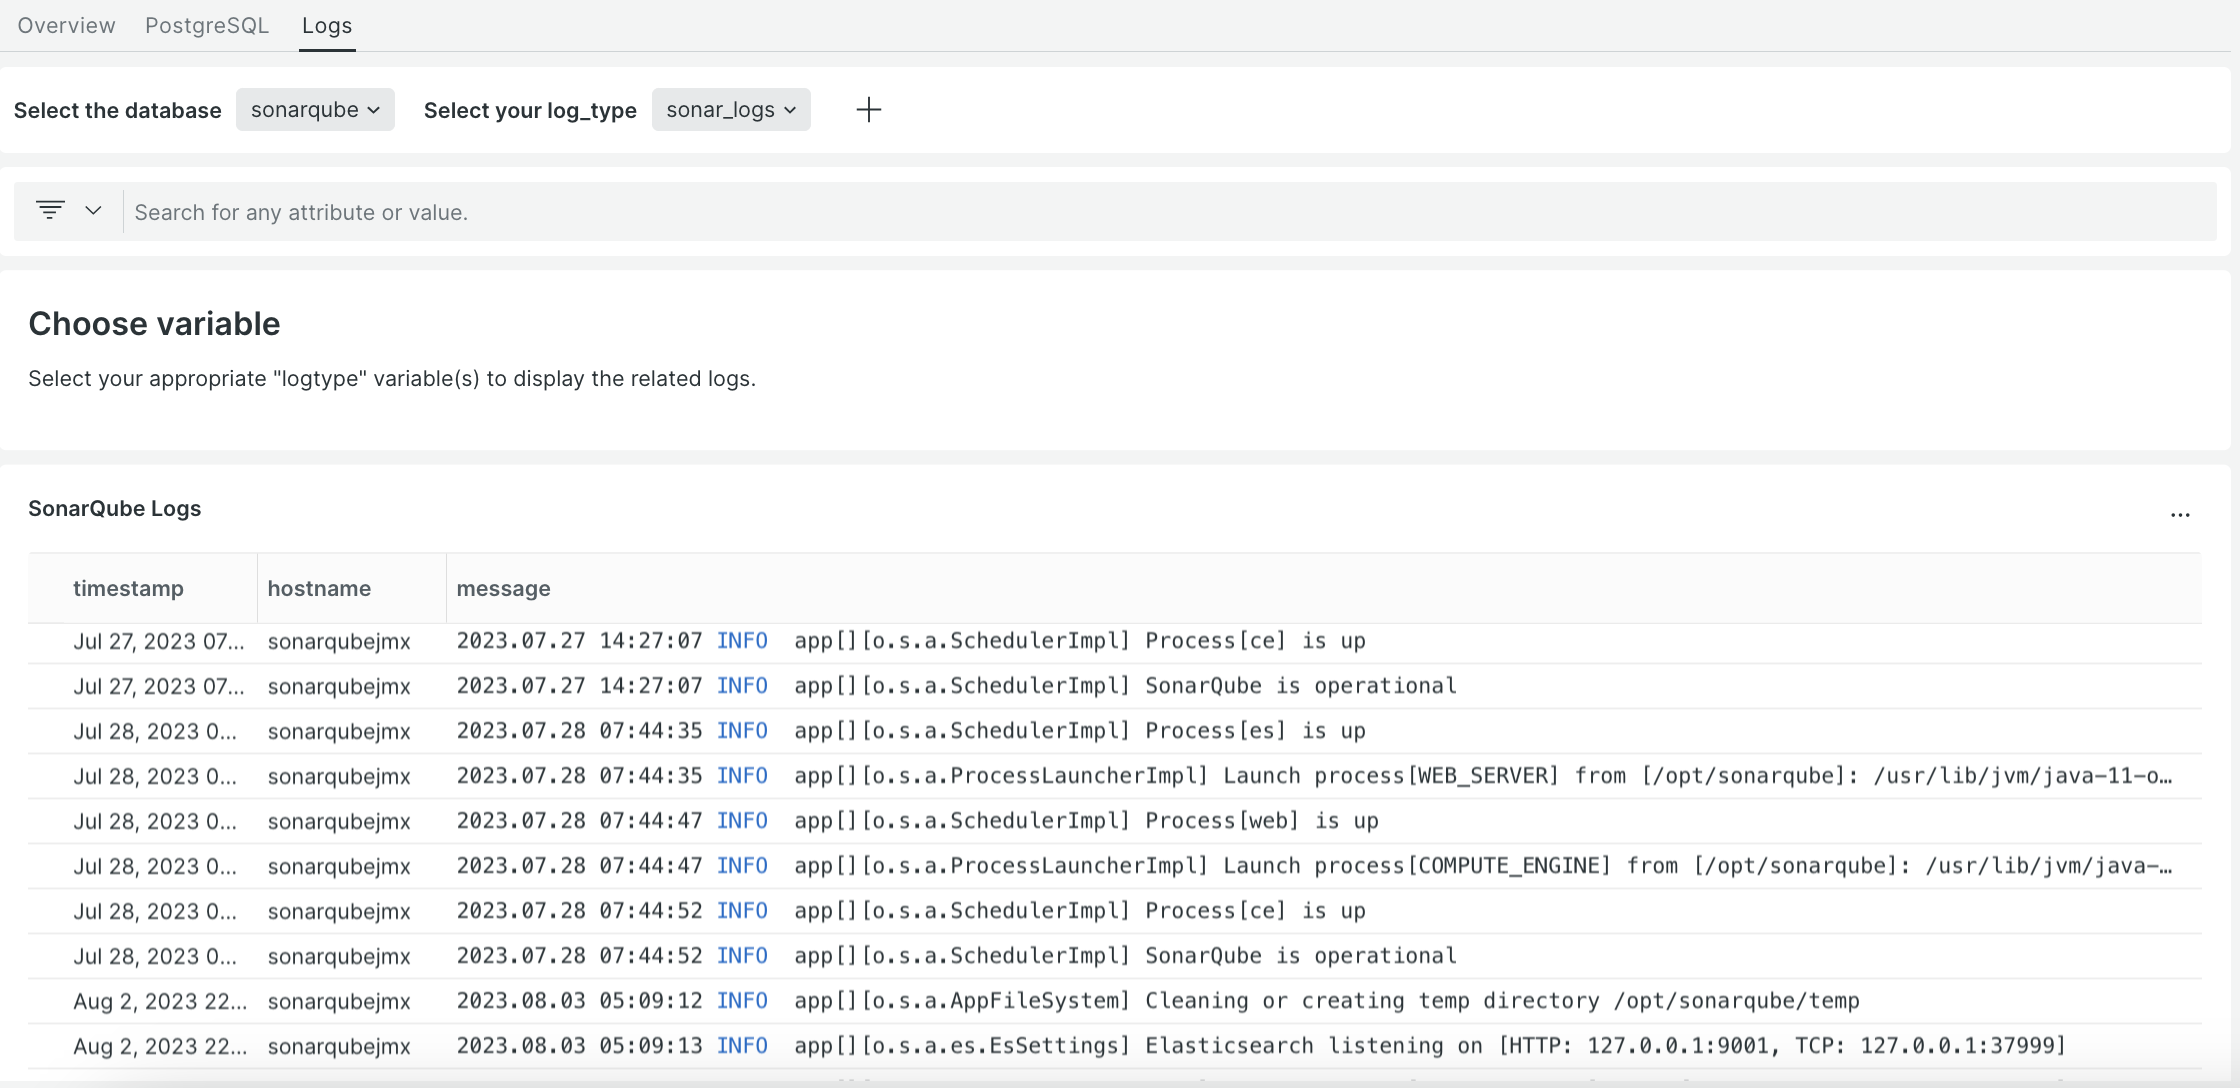 Overview PostgreSQL Logs
Select the database sonarqube Select your log_type sonar_logs
Search for any attribute or value.
Choose variable
Select your appropriate "logtype" variable(s) to display the related logs.
SonarQube Logs ...
timestamp hostname message
Jul 27, 2023 07... sonarqubejmx 2023.07.27 14:27:07 INFO app[][o.s.a.SchedulerImpl] Process[ce] is up
Jul 27, 2023 07... sonarqubejmx 2023.07.27 14:27:07 INFO app[][o.s.a.SchedulerImpl] SonarQube is operational
Jul 28, 2023 0... sonarqubejmx 2023.07.28 07:44:35 INFO app[][o.s.a.SchedulerImpl] Process[es] is up
Jul 28, 2023 0... sonarqubejmx 2023.07.28 07:44:35 INFO app[][o.s.a.ProcessLauncherImpl] Launch process[WEB_SERVER] from [/opt/sonarqube]: /usr/lib/jvm/java-11-o…
Jul 28, 2023 0... sonarqubejmx 2023.07.28 07:44:47 INFO app[][o.s.a.SchedulerImpl] Process[web] is up
Jul 28, 2023 0... sonarqubejmx 2023.07.28 07:44:47 INFO app[][o.s.a.ProcessLauncherImpl] Launch process[COMPUTE_ENGINE] from [/opt/sonarqube]: /usr/lib/jvm/java-…
Jul 28, 2023 0... sonarqubejmx 2023.07.28 07:44:52 INFO app[][o.s.a.SchedulerImpl] Process[ce] is up
Jul 28, 2023 0... sonarqubejmx 2023.07.28 07:44:52 INFO app[][o.s.a.SchedulerImpl] SonarQube is operational
Aug 2, 2023 22... sonarqubejmx 2023.08.03 05:09:12 INFO app[][o.s.a.AppFileSystem] Cleaning or creating temp directory /opt/sonarqube/temp
Aug 2, 2023 22... sonarqubejmx 2023.08.03 05:09:13 INFO app[][o.s.a.es.EsSettings] Elasticsearch listening on [HTTP: 127.0.0.1:9001, TCP: 127.0.0.1:37999]